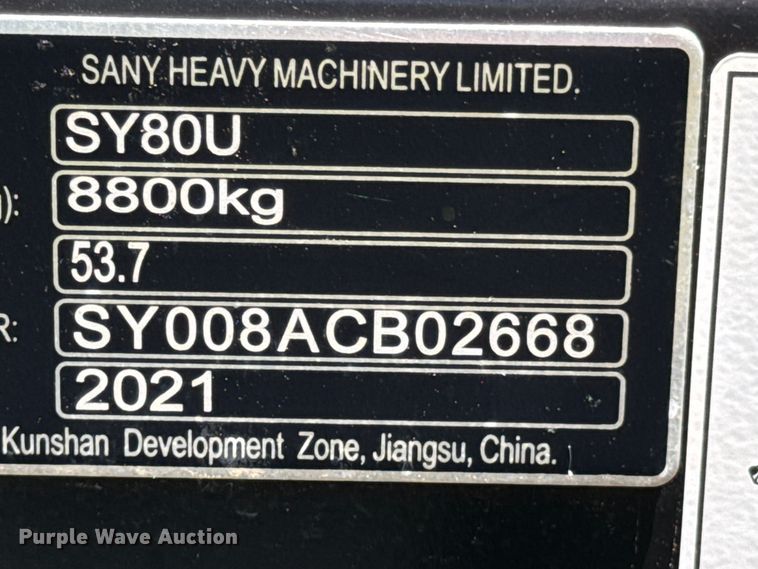 SANY HEAVY MACHINERY LIMITED.
SY80U
): 8800kg
53.7
R: SY008ACB02668
2021
Kunshan Development Zone, Jiangsu, China.
Purple Wave Auction